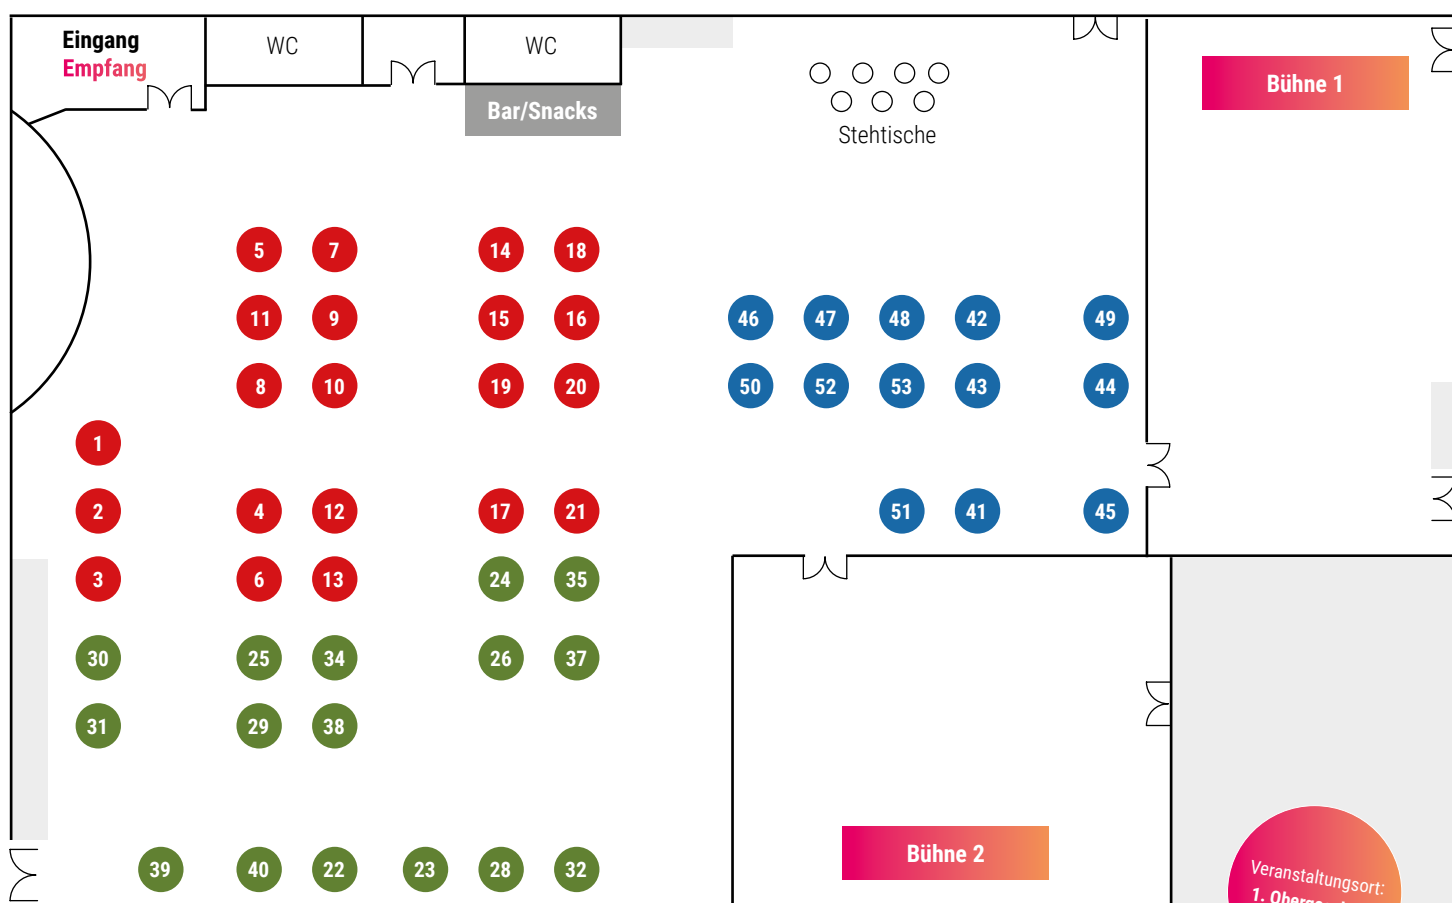 Eingang
Empfang
WC
WC
Bar/Snacks
Stehtische
Bühne 1
5 7 14 18
11 9 15 16 46 47 48 42 49
8 10 19 20 50 52 53 43 44
1
2 4 12 17 21 51 41 45
3 6 13 24 35
30 25 34 26 37
31 29 38
39 40 22 23 28 32
Bühne 2
Veranstaltungsort:
1.